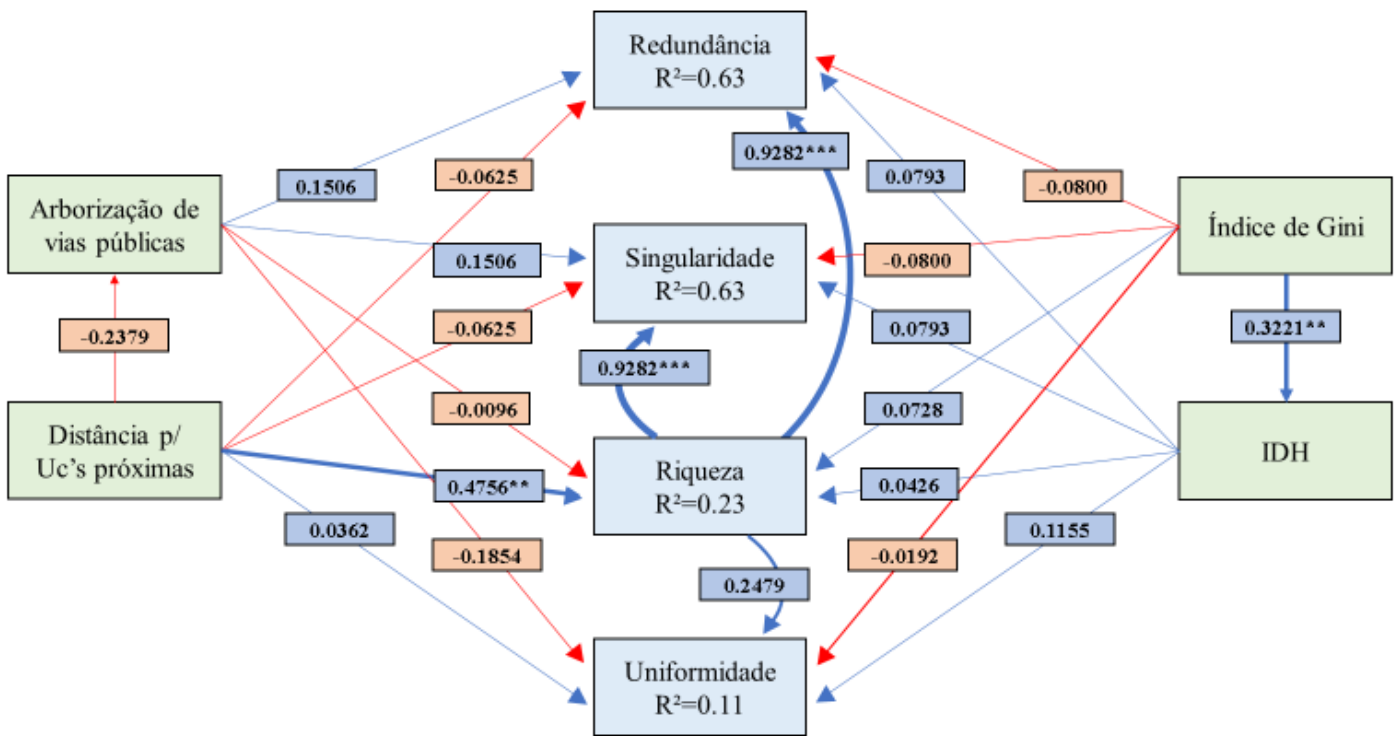 Redundância
R²=0.63
0.9282***
0.1506
-0.0625
0.0793
-0.0800
Arborização de
vias públicas
Índice de Gini
Singularidade
R²=0.63
0.1506
-0.0800
0.3221**
-0.2379
-0.0625
0.0793
0.9282***
-0.0096
0.0728
Distância p/
Uc's próximas
IDH
Riqueza
R²=0.23
0.4756**
0.0426
0.0362
0.1155
-0.1854
-0.0192
0.2479
Uniformidade
R²=0.11